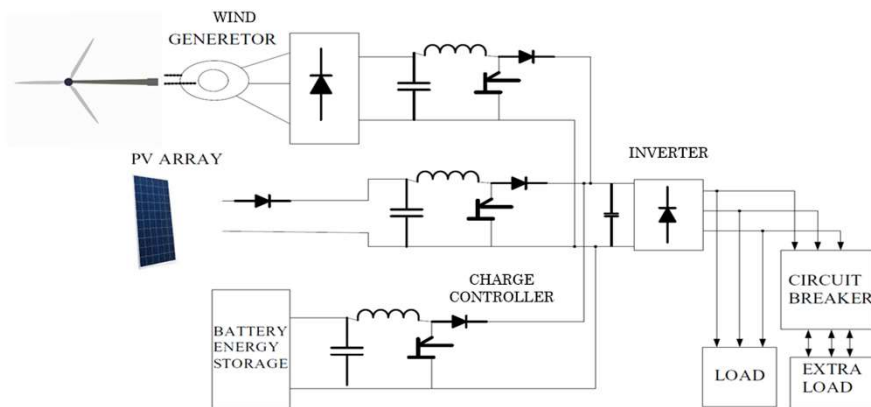 WIND
GENERETOR
PV ARRAY
INVERTER
CHARGE
CONTROLLER
BATTERY
ENERGY
STORAGE
CIRCUIT
BREAKER
LOAD
EXTRA
LOAD